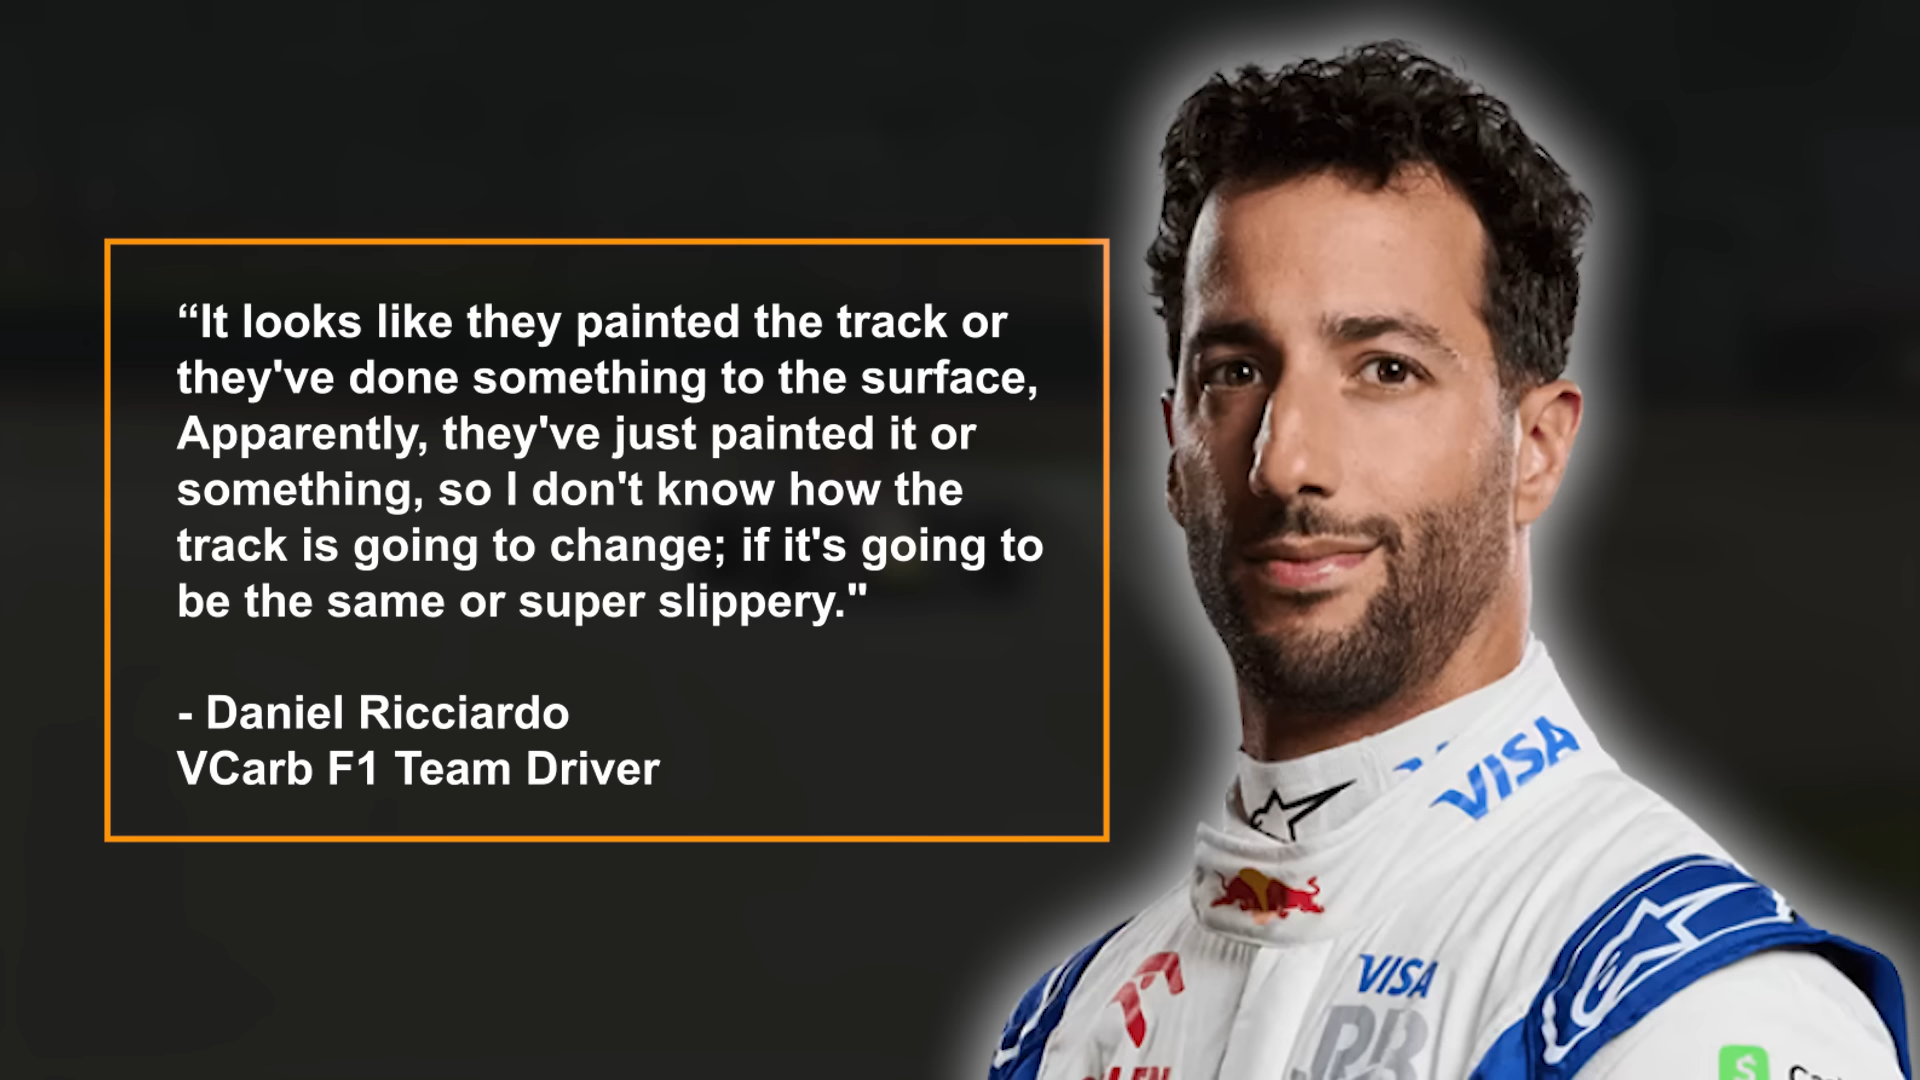 “It looks like they painted the track or
they've done something to the surface,
Apparently, they've just painted it or
something, so I don't know how the
track is going to change; if it's going to
be the same or super slippery."
- Daniel Ricciardo
VCarb F1 Team Driver
VISA
VISA
RB